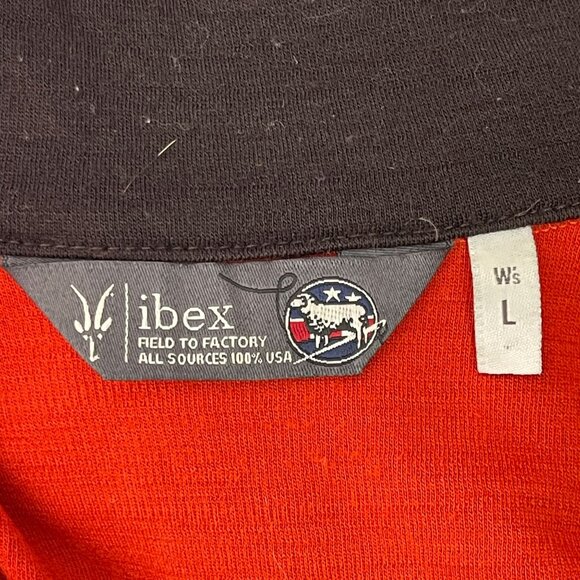 ibex
FIELD TO FACTORY
ALL SOURCES 100% USA
W's
L